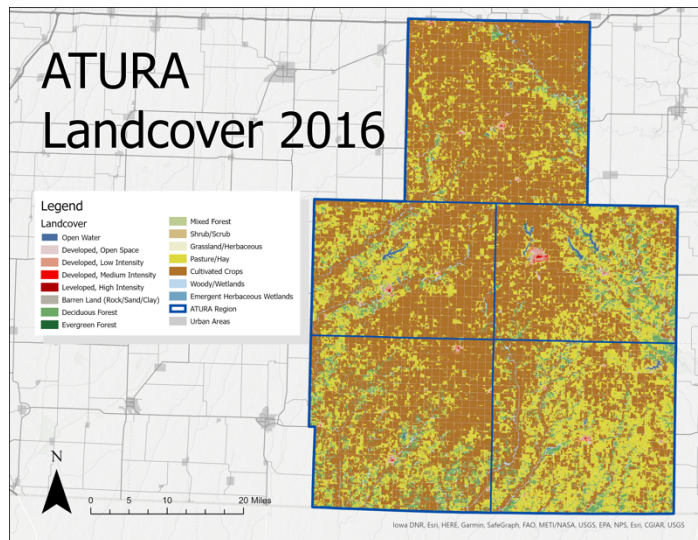 ATURA
Landcover 2016
Legend
Landcover
Open Water
Developed, Open Space
Developed, Low Intensity
Developed, Medium Intensity
Leveloped, High Intensity
Barren Land (Rock/Sand/Clay)
Deciduous Forest
Evergreen Forest
Mixed Forest
Shrub/Scrub
Grassland/Herbaceous
Pasture/Hay
Cultivated Crops
Woody/Wetlands
Emergent Herbaceous Wetlands
ATURA Region
Urban Areas
N
0 5 10 20 Miles
Iowa DNR, Esri, HERE, Garmin, SafeGraph, FAO, METI/NASA, USGS, EPA, NPS, Esri, CGIAR, USGS